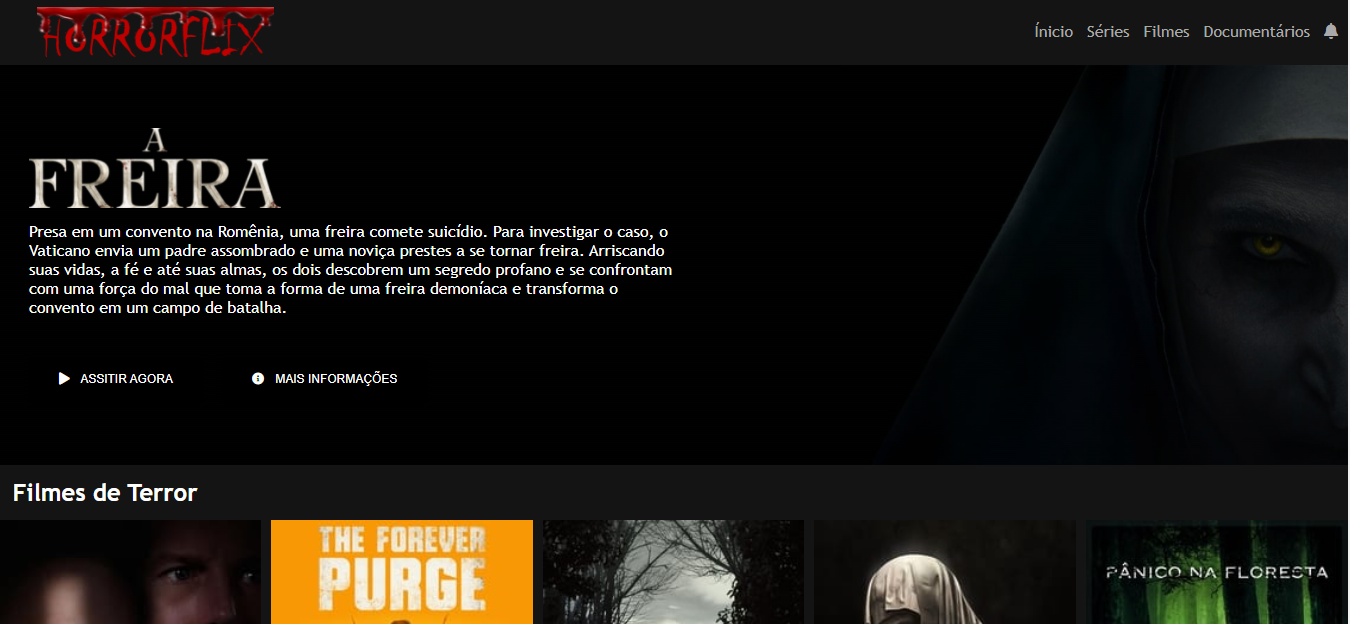 HORRORFLIX
Ínicio Séries Filmes Documentários
A
FREIRA
Presa em um convento na Romênia, uma freira comete suicídio. Para investigar o caso, o
Vaticano envia um padre assombrado e uma noviça prestes a se tornar freira. Arriscando
suas vidas, a fé e até suas almas, os dois descobrem um segredo profano e se confrontam
com uma força do mal que toma a forma de uma freira demoníaca e transforma o
convento em um campo de batalha.
ASSITIR AGORA MAIS INFORMAÇÕES
Filmes de Terror
THE FOREVER
PURGE
PÂNICO NA FLORESTA